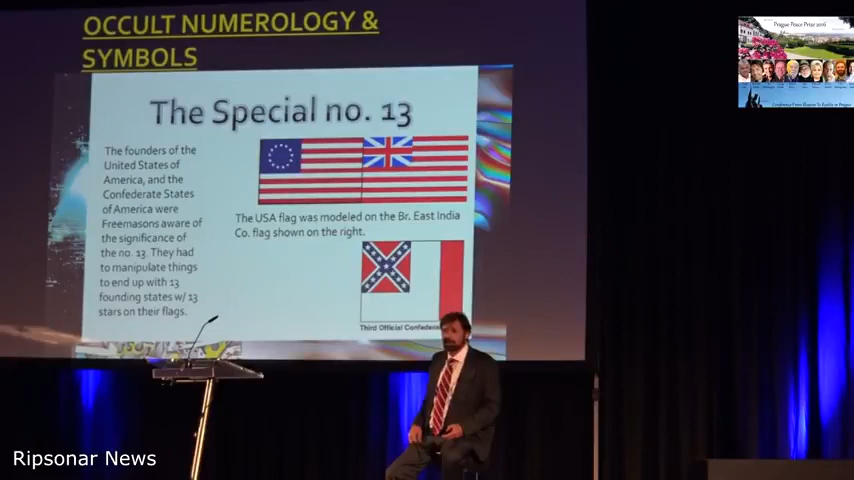 OCCULT NUMEROLOGY &
SYMBOLS
The Special no. 13
The founders of the
United States of
America, and the
Confederate States
of America were
Freemasons aware of
the significance of
the no. 13. They had
to manipulate things
to end up with 13
founding states w/ 13
stars on their flags.
The USA flag was modeled on the Br. East India
Co. flag shown on the right.
Third Official Confedera
Prague Peace Prize 2016
Ripsonar News